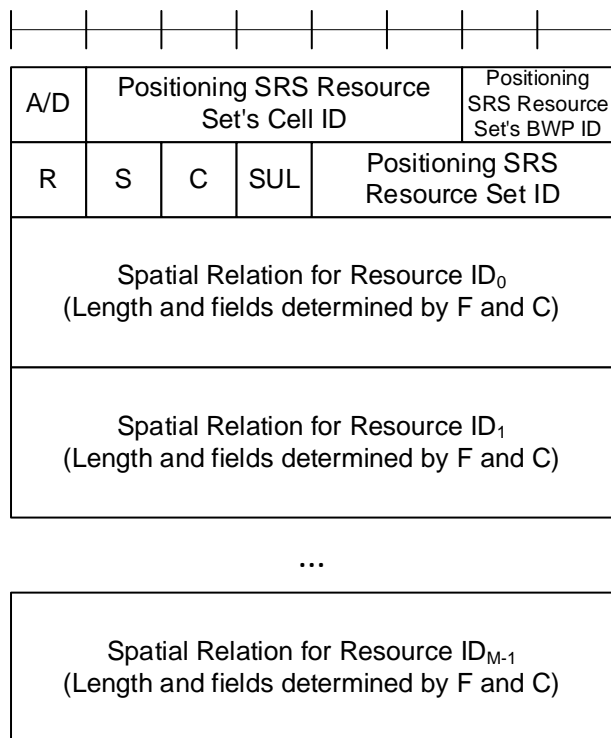 A/D
Positioning SRS Resource
Set's Cell ID
Positioning
SRS Resource
Set's BWP ID
R
S
C
SUL
Positioning SRS
Resource Set ID
Spatial Relation for Resource ID0
(Length and fields determined by F and C)
Spatial Relation for Resource ID1
(Length and fields determined by F and C)
...
Spatial Relation for Resource IDM-1
(Length and fields determined by F and C)